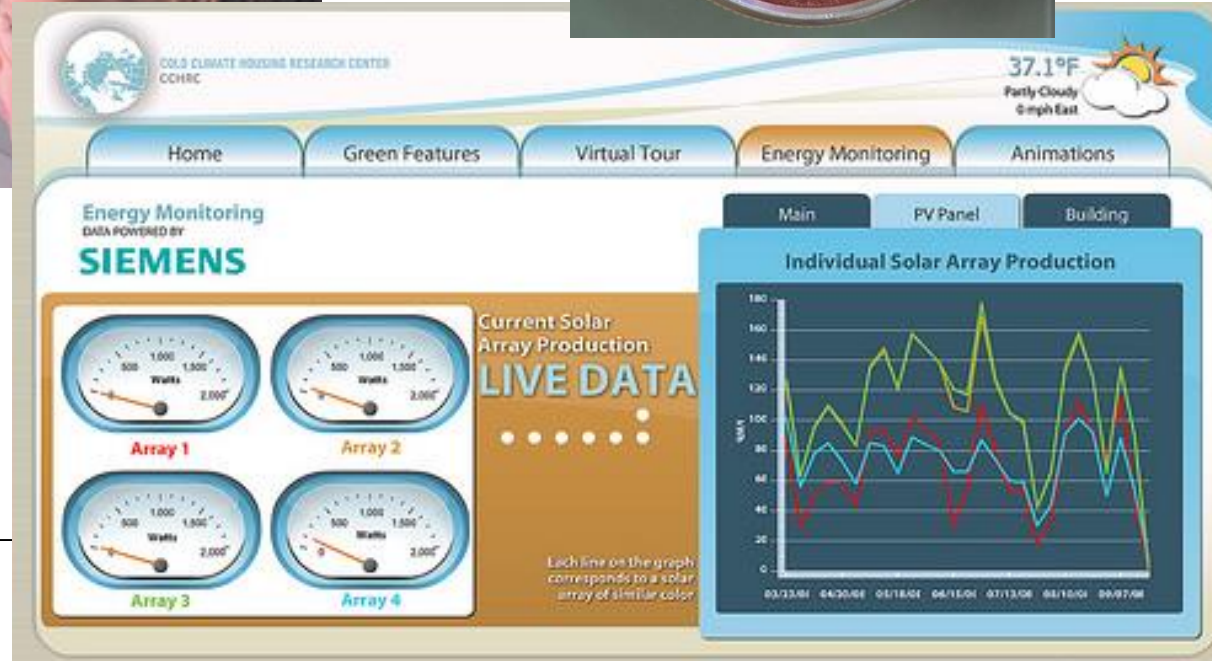 COLD CLIMATE HOUSING RESEARCH CENTER
CCHRC
37.1°F
Partly Cloudy
0 mph East
Home
Green Features
Virtual Tour
Energy Monitoring
Animations
Energy Monitoring
DATA POWERED BY
SIEMENS
Main
PV Panel
Building
Individual Solar Array Production
Current Solar
Array Production
LIVE DATA
0 500 1,000 1,500 2,000
Watts
Array 1
0 500 1,000 1,500 2,000
Watts
Array 2
0 500 1,000 1,500 2,000
Watts
Array 3
0 500 1,000 1,500 2,000
Watts
Array 4
Each line on the graph
corresponds to a solar
array of similar color
180
160
140
120
100
80
60
40
20
0